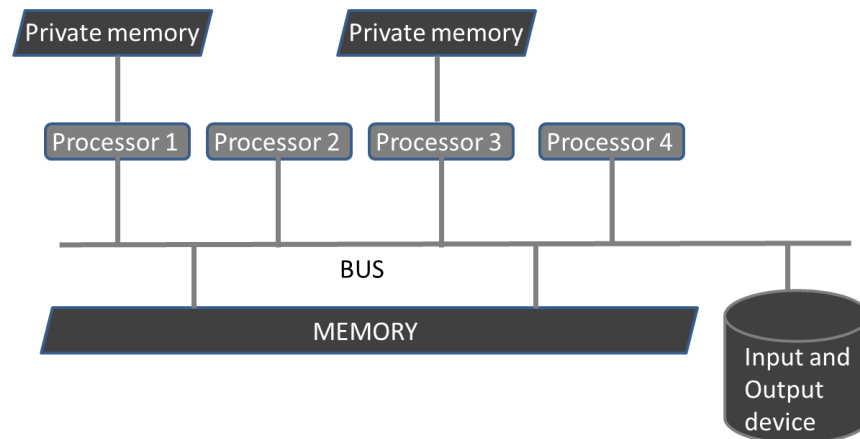 Private memory
Private memory
Processor 1
Processor 2
Processor 3
Processor 4
BUS
MEMORY
Input and
Output
device